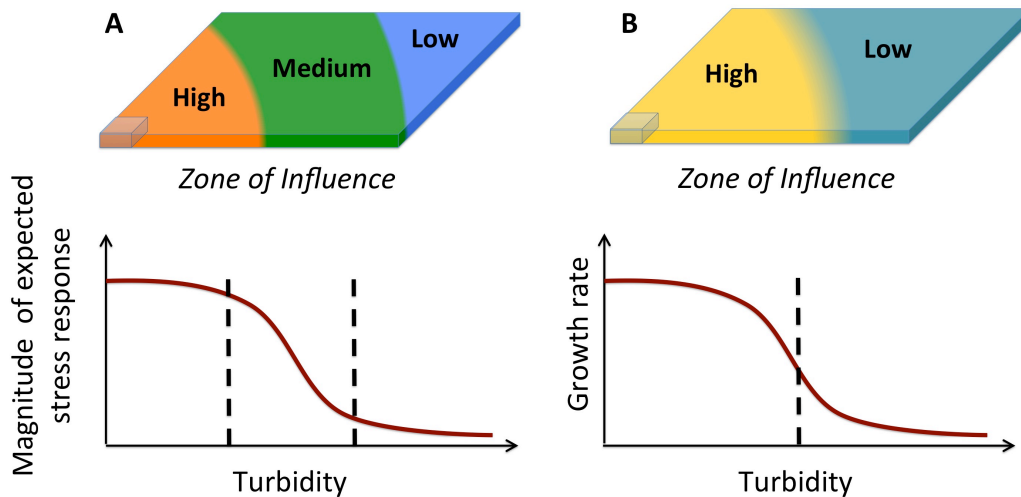 A
High
Medium
Low
Zone of Influence
Magnitude of expected
stress response
Turbidity
B
High
Low
Zone of Influence
Growth rate
Turbidity